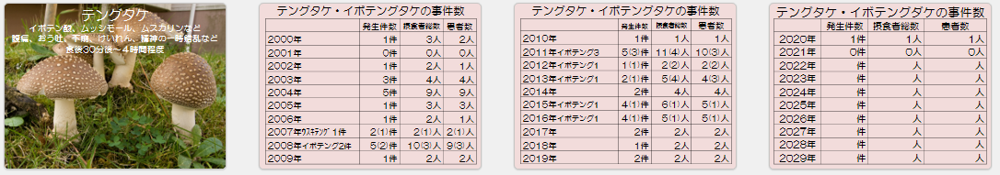 テングタケ
イボテン酸、ムッシモール、ムスカリンなど
腹痛、おう吐、下痢、けいれん、精神の一時錯乱など
食後30分後～4時間程度
テングタケ・イボテングダケの事件数
発生件数 摂食者総数 患者数
2000年 1件 3人 2人
2001年 0件 0人 0人
2002年 1件 2人 1人
2003年 3件 4人 4人
2004年 5件 9人 9人
2005年 1件 3人 3人
2006年 1件 2人 1人
2007年ウスキテング1件 2(1)件 2(1)人 2(1)人
2008年イボテング2件 5(2)件 10(3)人 9(3)人
2009年 1件 2人 2人
テングタケ・イボテングダケの事件数
発生件数 摂食者総数 患者数
2010年 1件 1人 1人
2011年イボテング3 5(3)件 11(4)人 10(3)人
2012年イボテング1 1(1)件 2(2)人 2(2)人
2013年イボテング1 2(1)件 5(4)人 4(3)人
2014年 2件 4人 4人
2015年イボテング1 4(1)件 6(1)人 5(1)人
2016年イボテング1 4(1)件 5(1)人 5(1)人
2017年 2件 2人 2人
2018年 1件 2人 2人
2019年 2件 2人 2人
テングタケ・イボテングダケの事件数
発生件数 摂食者総数 患者数
2020年 1件 1人 1人
2021年 0件 0人 0人
2022年 件 人 人
2023年 件 人 人
2024年 件 人 人
2025年 件 人 人
2026年 件 人 人
2027年 件 人 人
2028年 件 人 人
2029年 件 人 人